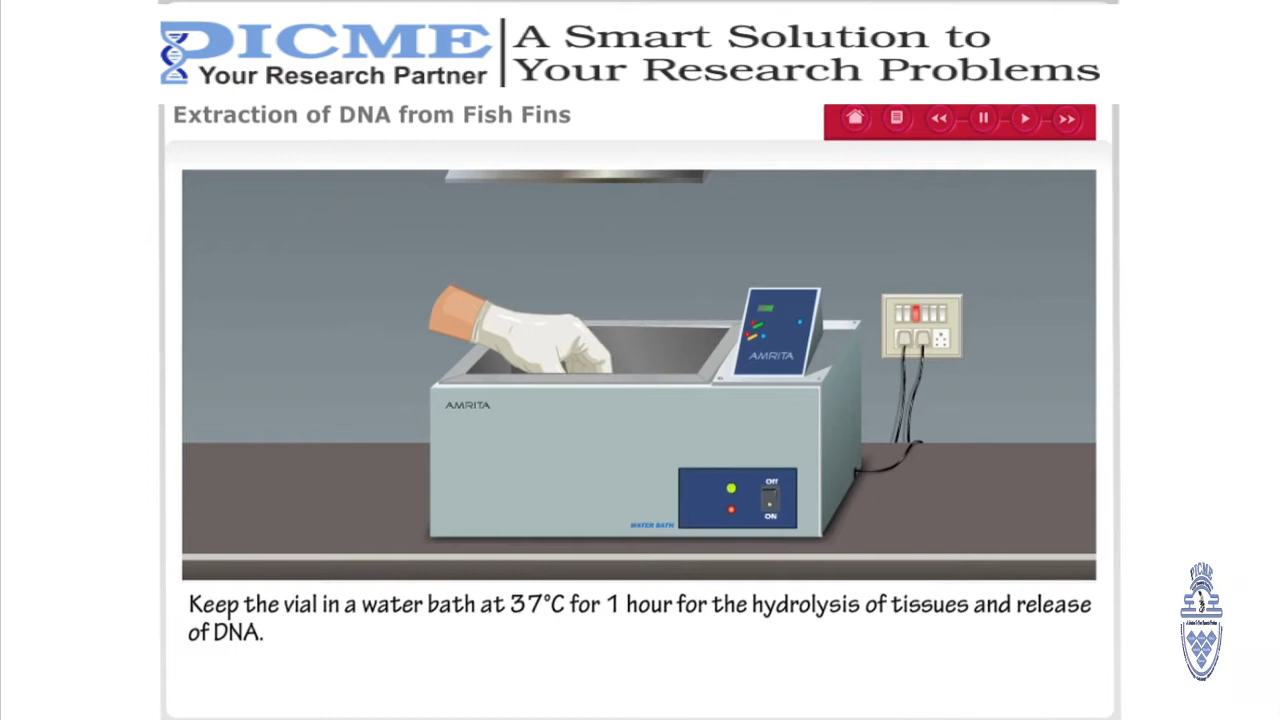 PICME
Your Research Partner
A Smart Solution to
Your Research Problems
Extraction of DNA from Fish Fins
AMRITA
AMRITA
Off
ON
WATER BATH
Keep the vial in a water bath at 37°C for 1 hour for the hydrolysis of tissues and release
of DNA.
PICME